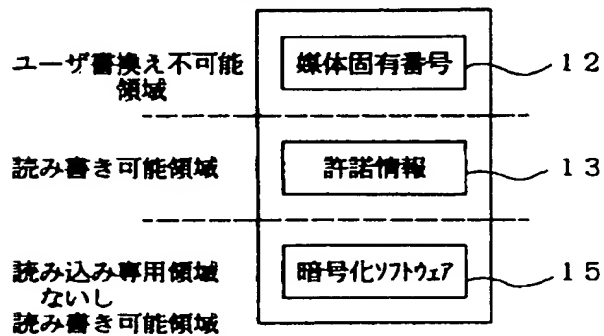 ユーザ書換え不可能
領域
媒体固有番号
12
読み書き可能領域
許諾情報
13
読み込み専用領域
ないし
読み書き可能領域
暗号化ソフトウェア
15